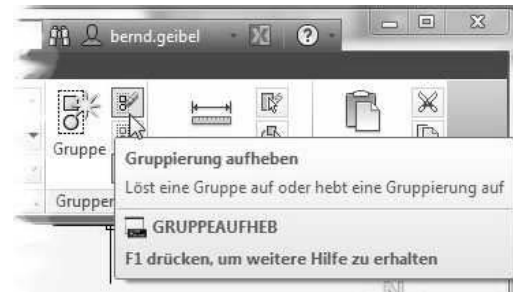 bernd.geibel
Gruppe
Gruppierung aufheben
Löst eine Gruppe auf oder hebt eine Gruppierung auf
Gruppen
GRUPPEAUFHEB
F1 drücken, um weitere Hilfe zu erhalten